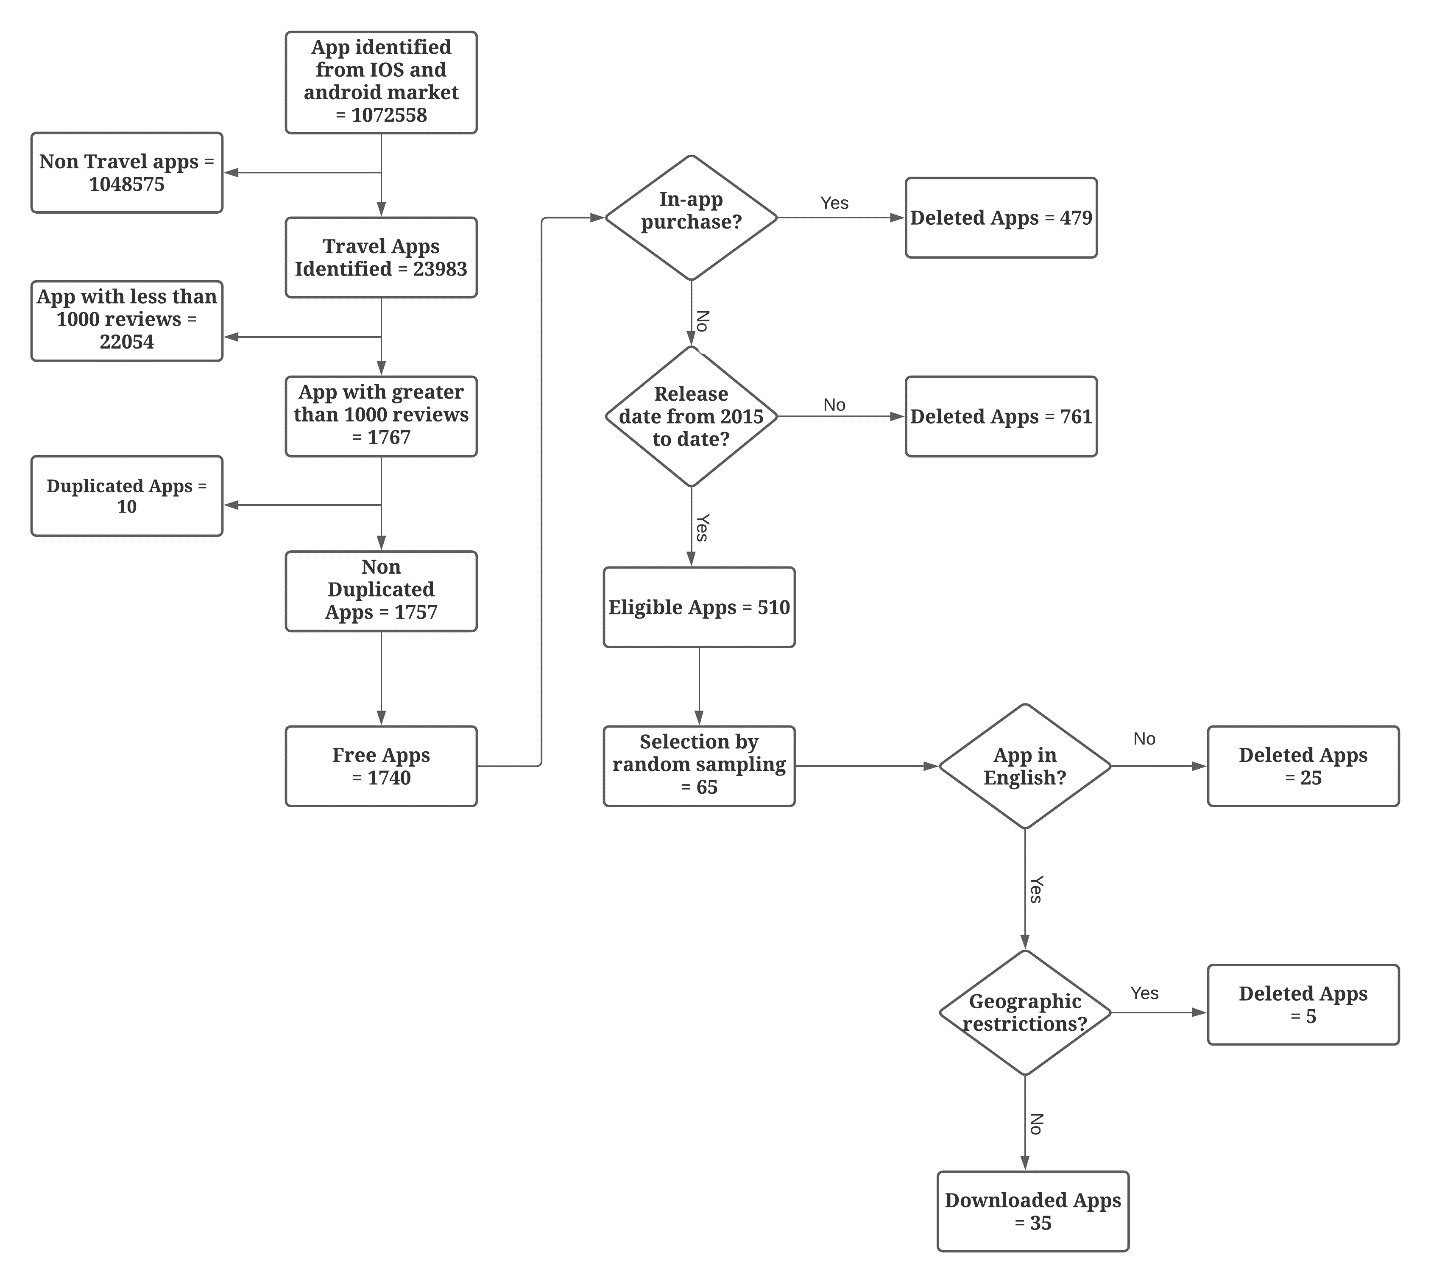 App identified
from IOS and
android market
= 1072558
Non Travel apps =
1048575
Travel Apps
Identified = 23983
App with less than
1000 reviews =
22054
App with greater
than 1000 reviews
= 1767
Duplicated Apps =
10
Non
Duplicated
Apps = 1757
Free Apps
= 1740
In-app
purchase?
Yes
Deleted Apps = 479
No
Release
date from 2015
to date?
No
Deleted Apps = 761
Yes
Eligible Apps = 510
Selection by
random sampling
= 65
App in
English?
No
Deleted Apps
= 25
Yes
Geographic
restrictions?
Yes
Deleted Apps
= 5
No
Downloaded Apps
= 35